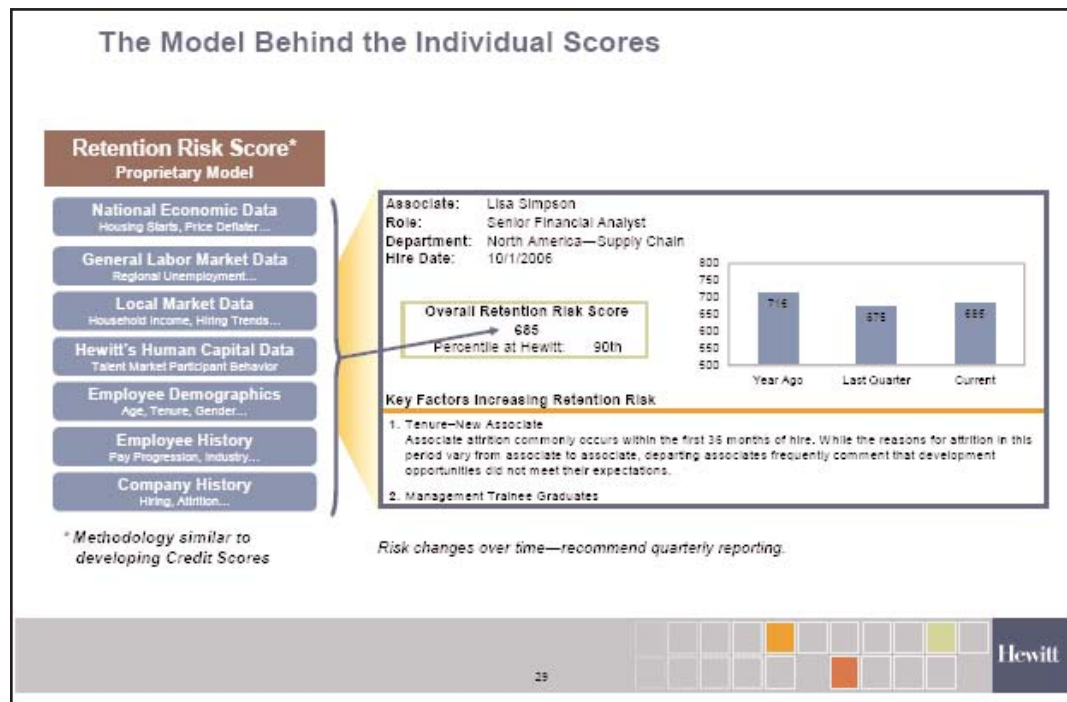 The Model Behind the Individual Scores
Retention Risk Score*
Proprietary Model
National Economic Data
Housing Starts, Price Deflater...
General Labor Market Data
Regional Unemployment...
Local Market Data
Household Income, Hiring Trends...
Hewitt's Human Capital Data
Talent Market Participant Behavior
Employee Demographics
Age, Tenure, Gender...
Employee History
Pay Progression, Industry...
Company History
Hiring, Attrition...
* Methodology similar to
developing Credit Scores
Associate: Lisa Simpson
Role: Senior Financial Analyst
Department: North America—Supply Chain
Hire Date: 10/1/2006
Overall Retention Risk Score
685
Percentile at Hewitt: 90th
800
750
700
650
600
550
500
675
685
Year Ago Last Quarter Current
Key Factors Increasing Retention Risk
1. Tenure–New Associate
Associate attrition commonly occurs within the first 36 months of hire. While the reasons for attrition in this
period vary from associate to associate, departing associates frequently comment that development
opportunities did not meet their expectations.
2. Management Trainee Graduates
Risk changes over time—recommend quarterly reporting.
29
Hewitt